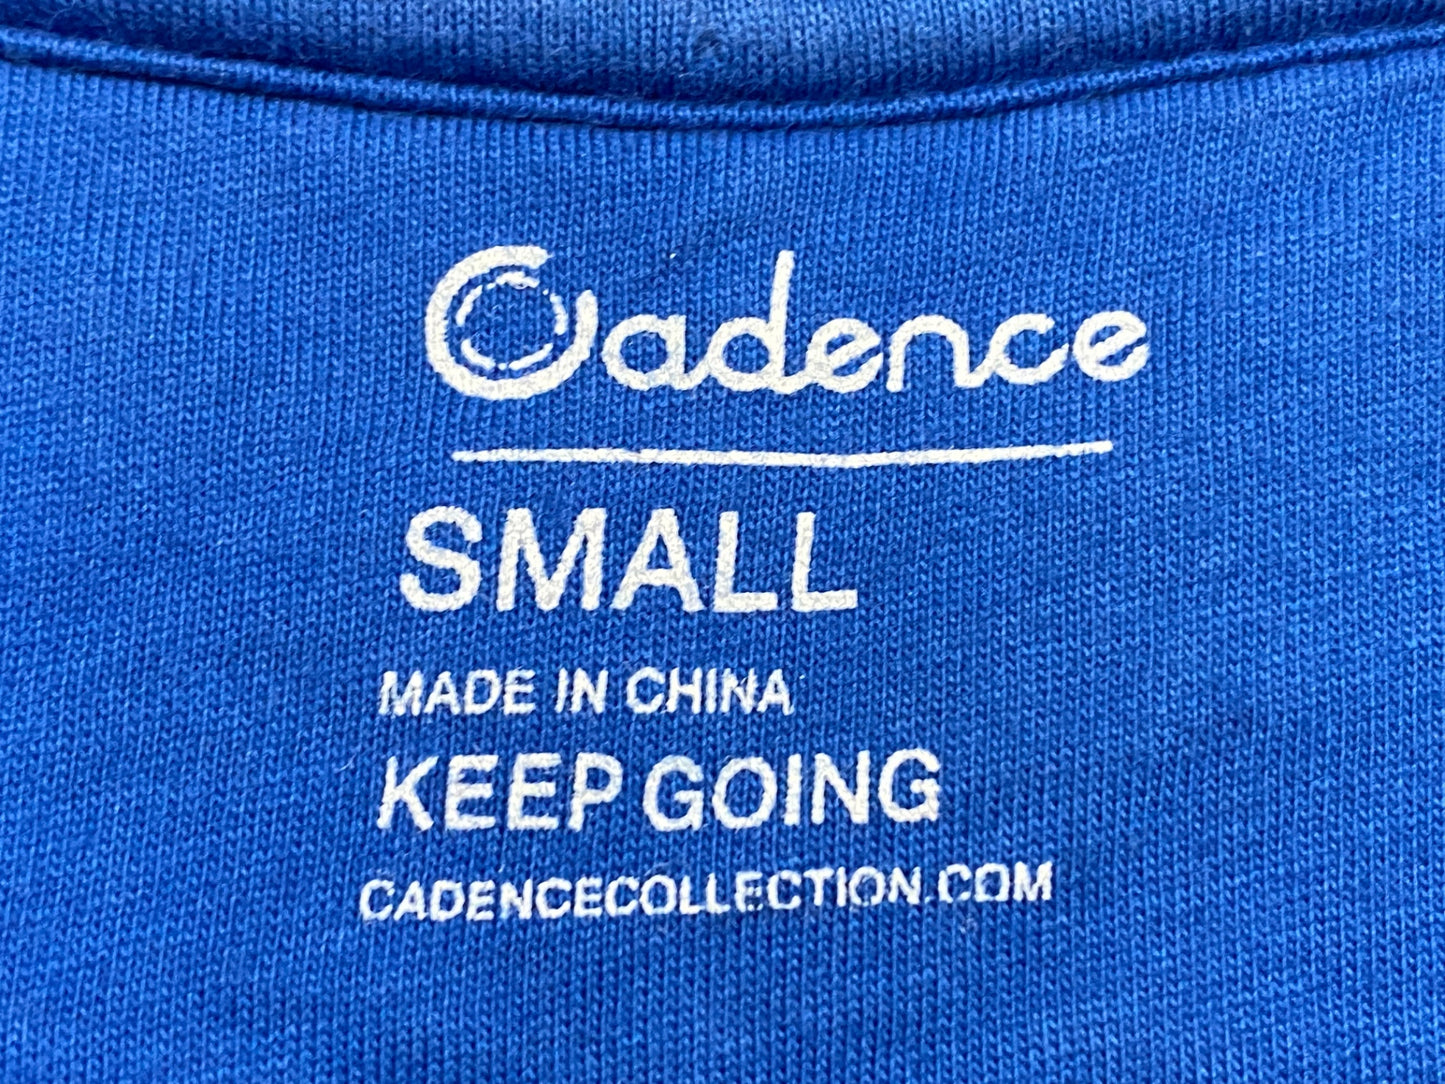 Cadence
SMALL
MADE IN CHINA
KEEP GOING
CADENCECOLLECTION.COM